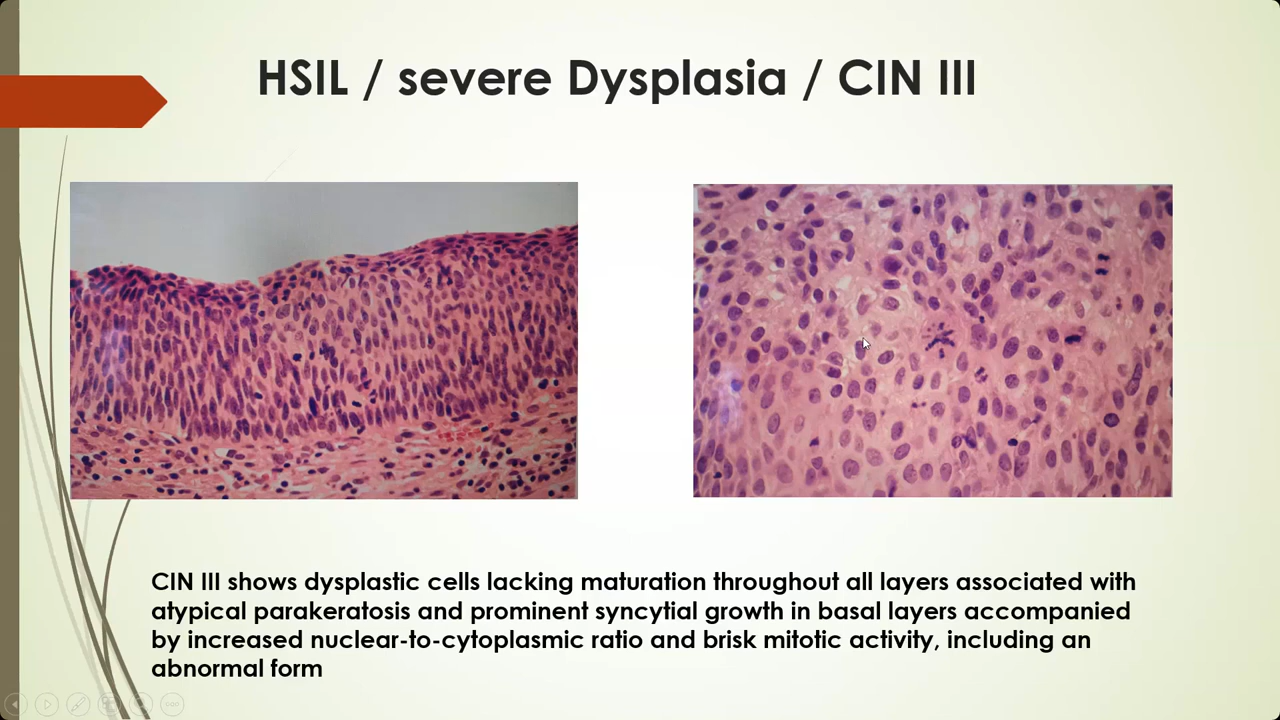 HSIL / severe Dysplasia / CIN III
CIN III shows dysplastic cells lacking maturation throughout all layers associated with
atypical parakeratosis and prominent syncytial growth in basal layers accompanied
by increased nuclear-to-cytoplasmic ratio and brisk mitotic activity, including an
abnormal form